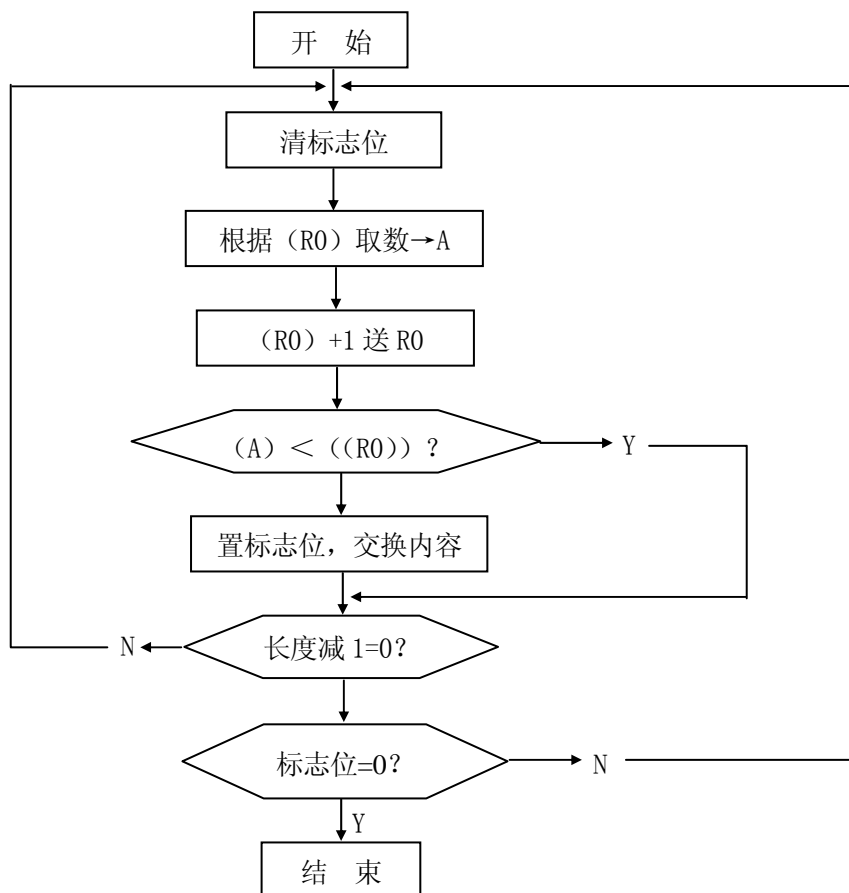 开 始
清标志位
根据（R0）取数→A
（R0）+1 送 R0
（A）＜（(R0)）？
Y
置标志位，交换内容
N
长度减 1=0?
标志位=0?
N
Y
结 束